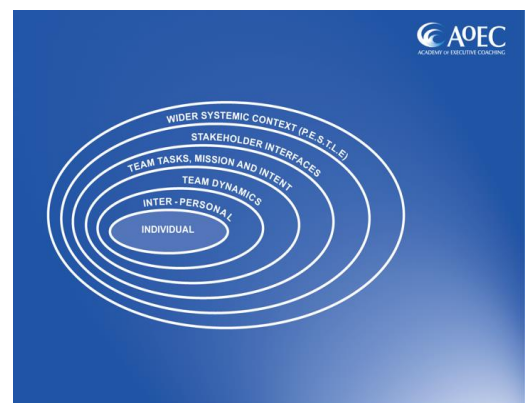 AOEC
ACADEMY OF EXECUTIVE COACHING
WIDER SYSTEMIC CONTEXT (P.E.S.T.L.E)
STAKEHOLDER INTERFACES
TEAM TASKS, MISSION AND INTENT
TEAM DYNAMICS
INTER - PERSONAL
INDIVIDUAL